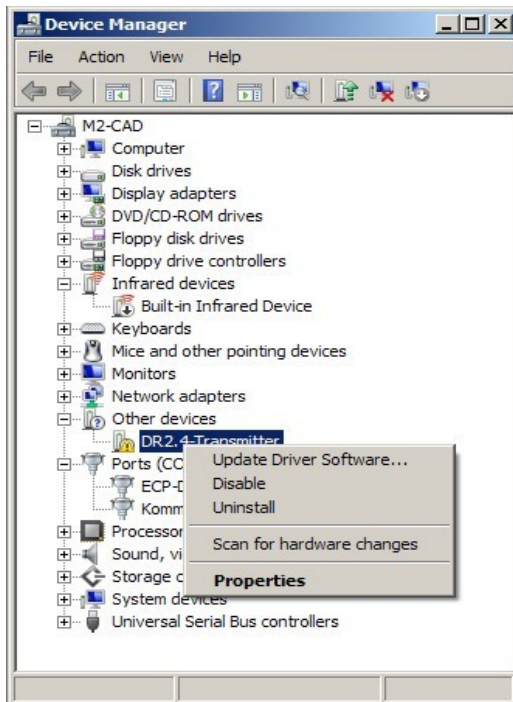 Device Manager
File Action View Help
M2-CAD
Computer
Disk drives
Display adapters
DVD/CD-ROM drives
Floppy disk drives
Floppy drive controllers
Infrared devices
Built-in Infrared Device
Keyboards
Mice and other pointing devices
Monitors
Network adapters
Other devices
DR2.4-Transmitter
Update Driver Software...
Disable
Uninstall
Scan for hardware changes
Properties
Ports (CO
ECP-D
Komm
Processor
Sound, vi
Storage c
System devices
Universal Serial Bus controllers